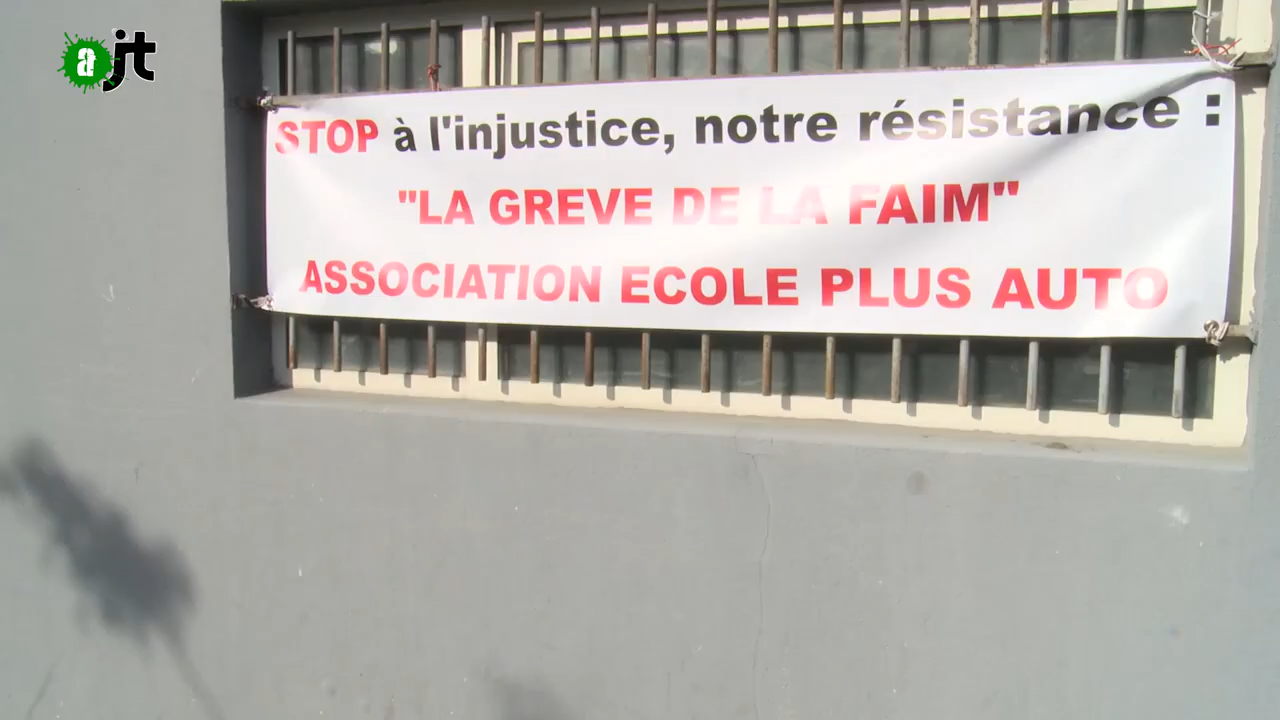 ajt
STOP à l'injustice, notre résistance :
"LA GREVE DE LA FAIM"
ASSOCIATION ECOLE PLUS AUTO